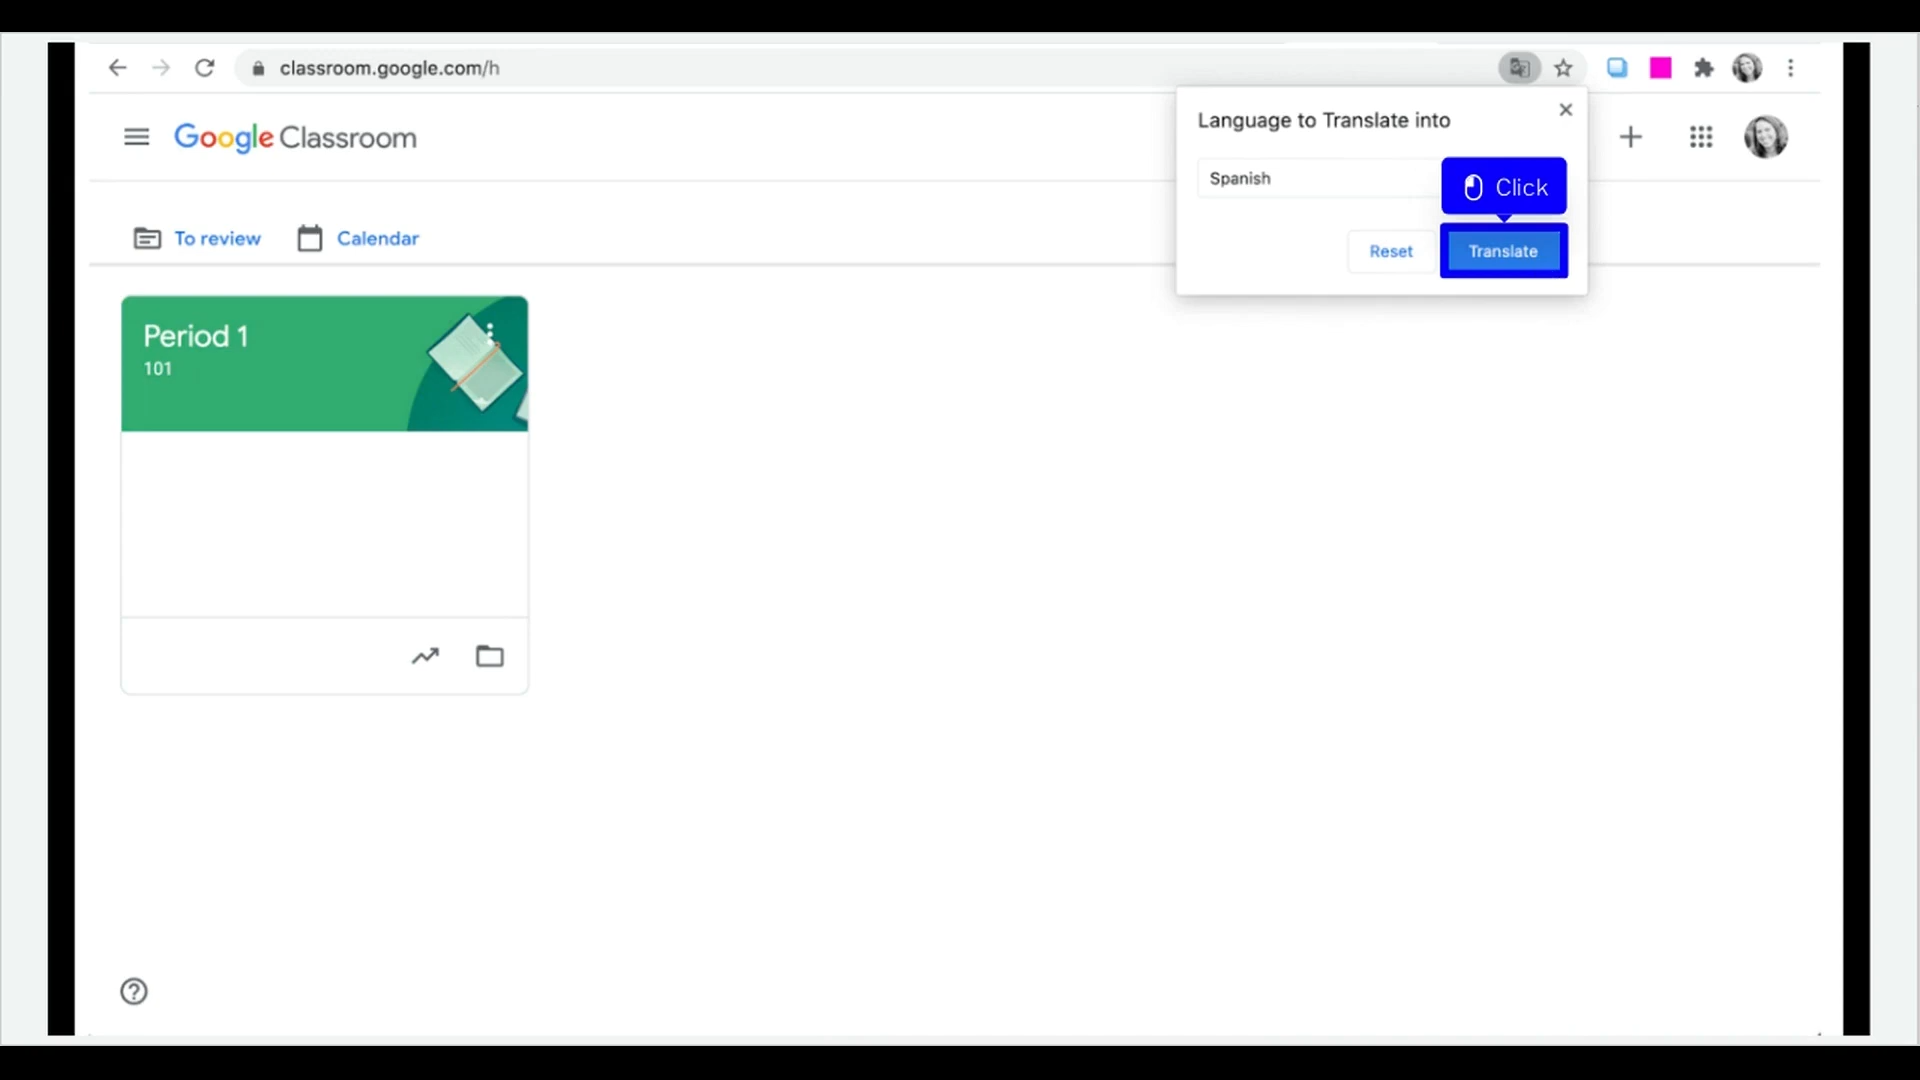 classroom.google.com/h
Language to Translate into
Google Classroom
Spanish
Click
To review
Calendar
Reset
Translate
Period 1
101